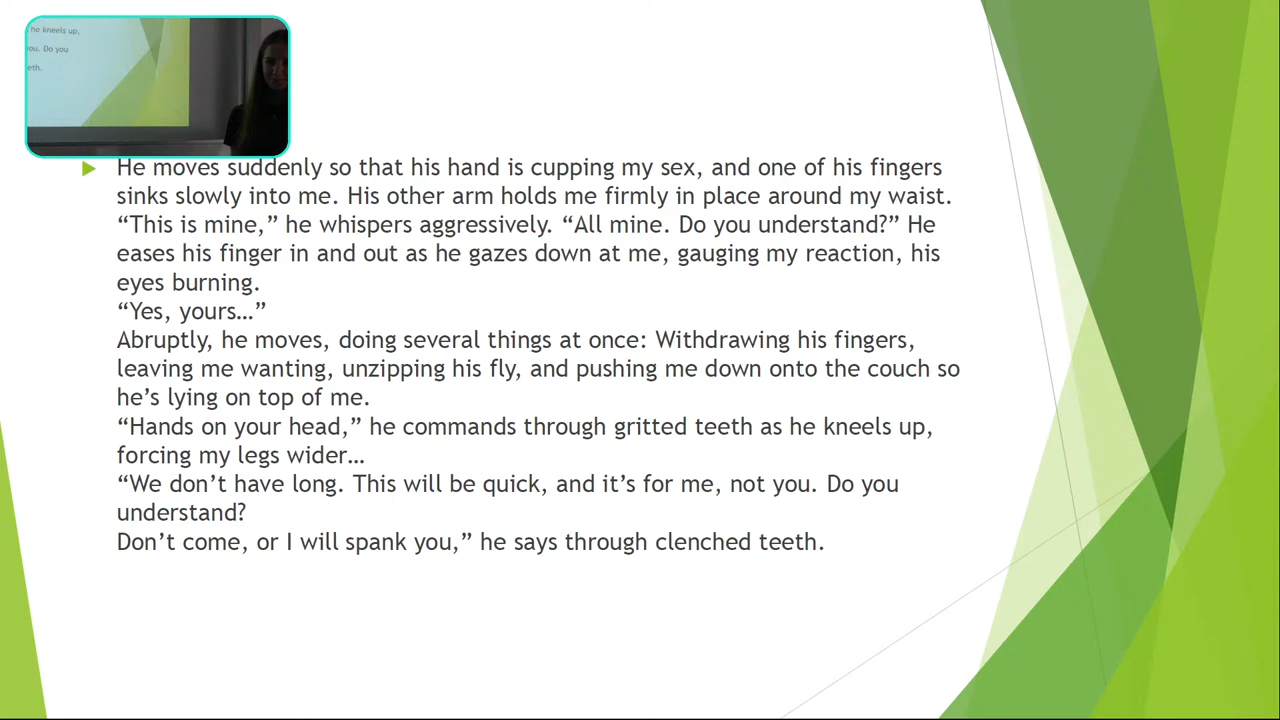 he kneels up,
ou. Do you
eeth.
He moves suddenly so that his hand is cupping my sex, and one of his fingers
sinks slowly into me. His other arm holds me firmly in place around my waist.
“This is mine,” he whispers aggressively. “All mine. Do you understand?” He
eases his finger in and out as he gazes down at me, gauging my reaction, his
eyes burning.
“Yes, yours…”
Abruptly, he moves, doing several things at once: Withdrawing his fingers,
leaving me wanting, unzipping his fly, and pushing me down onto the couch so
he’s lying on top of me.
“Hands on your head,” he commands through gritted teeth as he kneels up,
forcing my legs wider…
“We don’t have long. This will be quick, and it’s for me, not you. Do you
understand?
Don’t come, or I will spank you,” he says through clenched teeth.